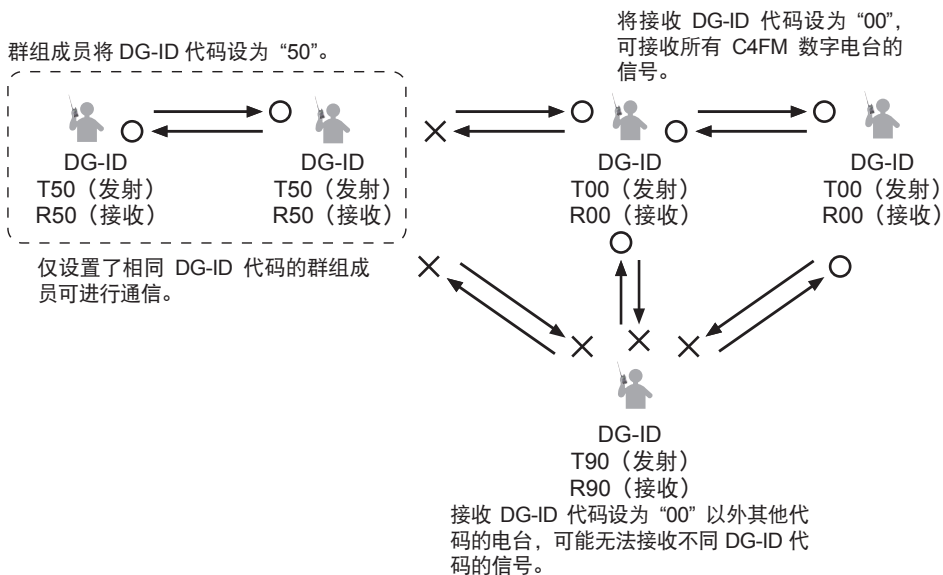 群组成员将 DG-ID 代码设为 “50”。
将接收 DG-ID 代码设为 “00”,
可接收所有 C4FM 数字电台的
信号。
DG-ID
T50（发射）
R50（接收）
DG-ID
T50（发射）
R50（接收）
DG-ID
T00（发射）
R00（接收）
DG-ID
T00（发射）
R00（接收）
仅设置了相同 DG-ID 代码的群组成
员可进行通信。
DG-ID
T90（发射）
R90（接收）
接收 DG-ID 代码设为 “00” 以外其他代
码的电台，可能无法接收不同 DG-ID 代
码的信号。